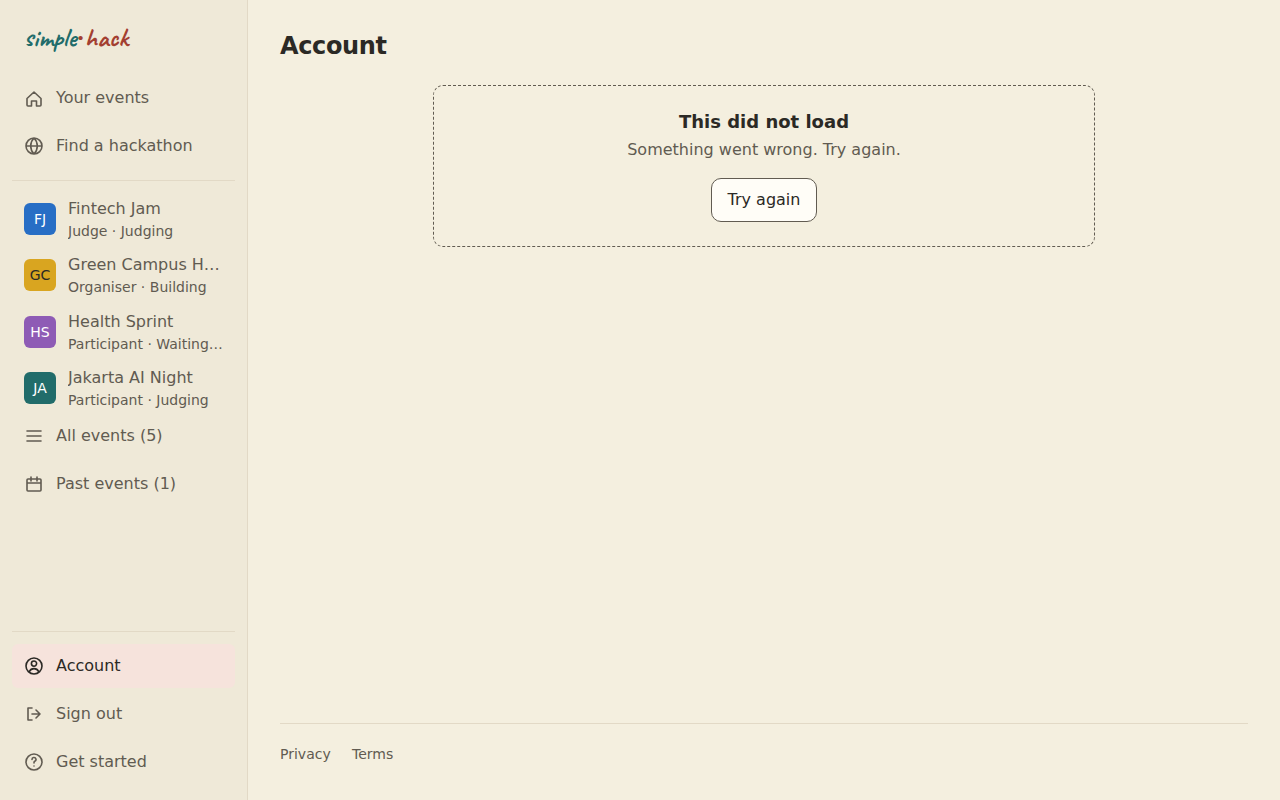 simple·hack
Your events
Find a hackathon
FJ
Fintech Jam
Judge · Judging
GC
Green Campus H…
Organiser · Building
HS
Health Sprint
Participant · Waiting…
JA
Jakarta AI Night
Participant · Judging
All events (5)
Past events (1)
Account
Sign out
Get started
Account
This did not load
Something went wrong. Try again.
Try again
Privacy Terms